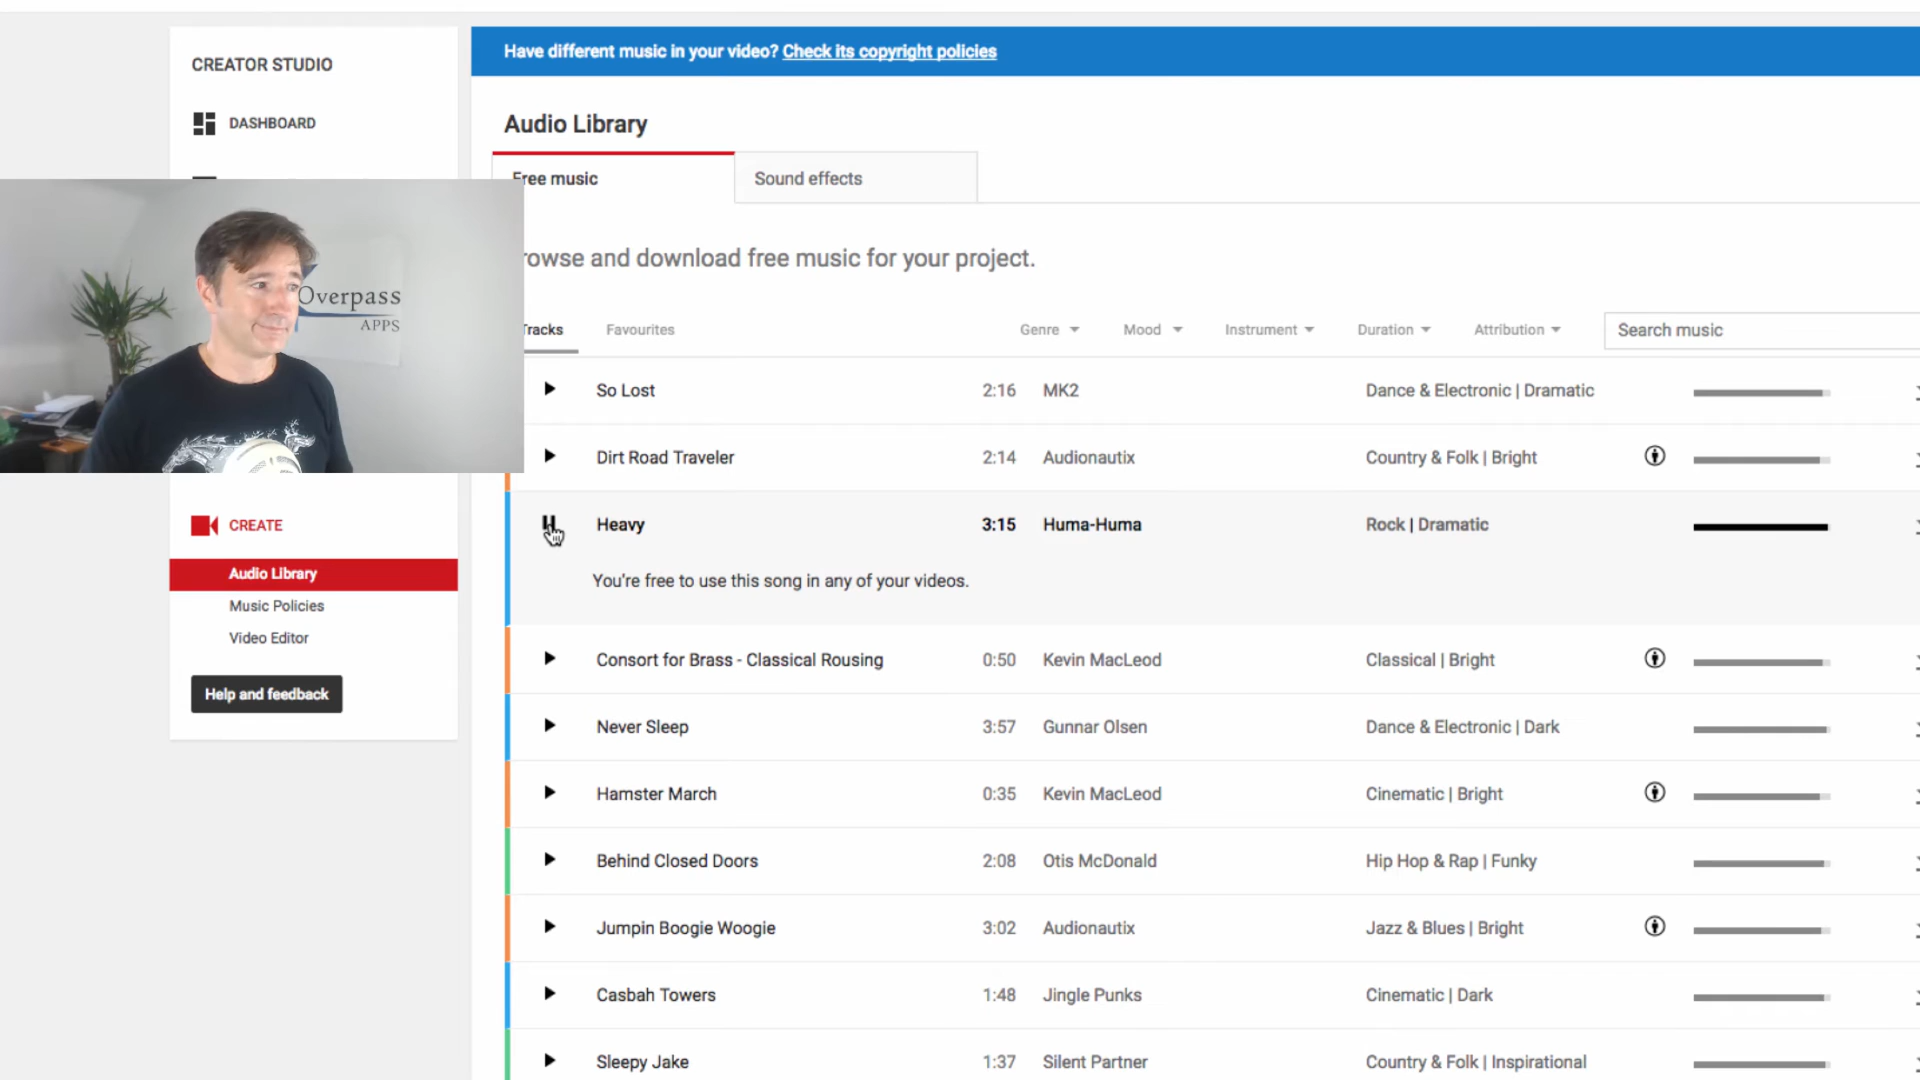 Have different music in your video? Check its copyright policies
CREATOR STUDIO
DASHBOARD
Audio Library
Free music
Sound effects
rowse and download free music for your project.
Overpass
APPS
Tracks
Favourites
Genre
Mood
Instrument
Duration
Attribution
Search music
So Lost 2:16 MK2 Dance & Electronic | Dramatic
Dirt Road Traveler 2:14 Audionautix Country & Folk | Bright
Heavy 3:15 Huma-Huma Rock | Dramatic
You're free to use this song in any of your videos.
CREATE
Audio Library
Music Policies
Video Editor
Help and feedback
Consort for Brass - Classical Rousing 0:50 Kevin MacLeod Classical | Bright
Never Sleep 3:57 Gunnar Olsen Dance & Electronic | Dark
Hamster March 0:35 Kevin MacLeod Cinematic | Bright
Behind Closed Doors 2:08 Otis McDonald Hip Hop & Rap | Funky
Jumpin Boogie Woogie 3:02 Audionautix Jazz & Blues | Bright
Casbah Towers 1:48 Jingle Punks Cinematic | Dark
Sleepy Jake 1:37 Silent Partner Country & Folk | Inspirational